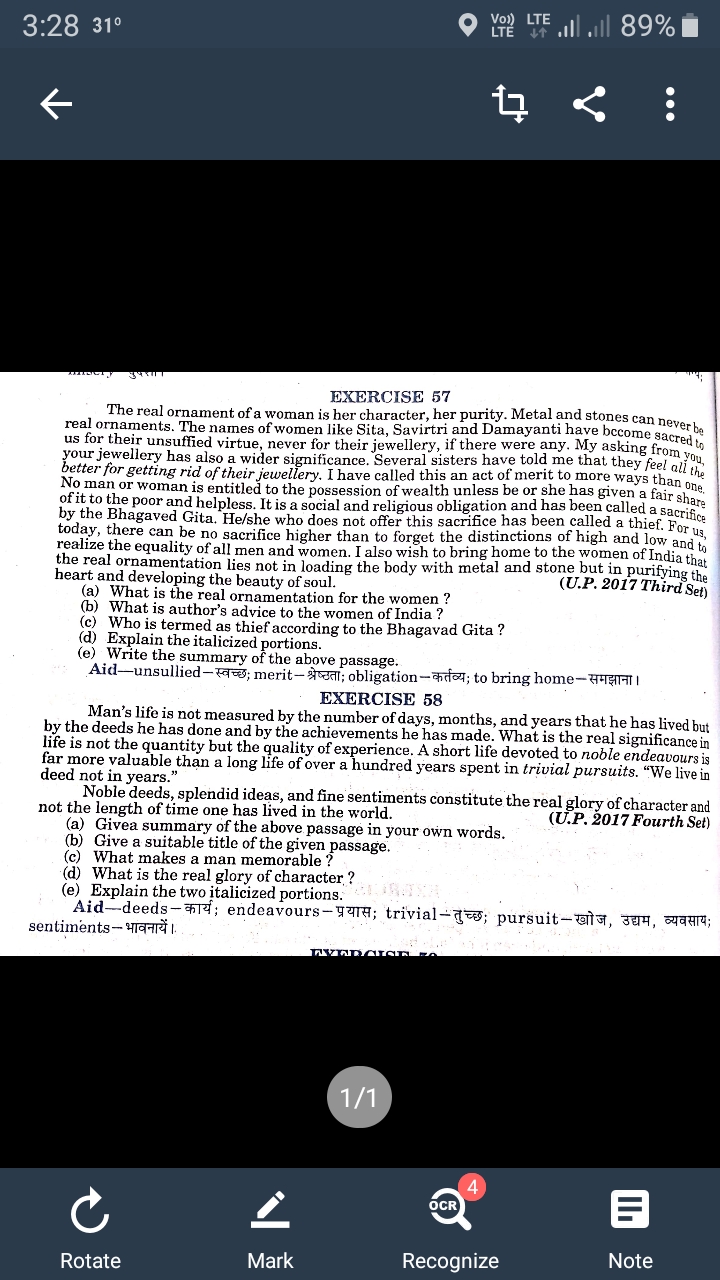 3:28 31°
Vo)) LTE LTE 89%
EXERCISE 57
The real ornament of a woman is her character, her purity. Metal and stones can never be
real ornaments. The names of women like Sita, Savirtri and Damayanti have bccome sacred to
us for their unsuffied virtue, never for their jewellery, if there were any. My asking from you,
your jewellery has also a wider significance. Several sisters have told me that they feel all the
better for getting rid of their jewellery. I have called this an act of merit to more ways than one.
No man or woman is entitled to the possession of wealth unless be or she has given a fair share
of it to the poor and helpless. It is a social and religious obligation and has been called a sacrifice
by the Bhagaved Gita. He/she who does not offer this sacrifice has been called a thief. For us,
today, there can be no sacrifice higher than to forget the distinctions of high and low and to
realize the equality of all men and women. I also wish to bring home to the women of India that
the real ornamentation lies not in loading the body with metal and stone but in purifying the
heart and developing the beauty of soul. (U.P. 2017 Third Set)
(a) What is the real ornamentation for the women ?
(b) What is author's advice to the women of India ?
(c) Who is termed as thief according to the Bhagavad Gita ?
(d) Explain the italicized portions.
(e) Write the summary of the above passage.
Aid—unsullied–स्वच्छ; merit–श्रेष्ठता; obligation–कर्तव्य; to bring home–समझाना।
EXERCISE 58
Man's life is not measured by the number of days, months, and years that he has lived but
by the deeds he has done and by the achievements he has made. What is the real significance in
life is not the quantity but the quality of experience. A short life devoted to noble endeavours is
far more valuable than a long life of over a hundred years spent in trivial pursuits. “We live in
deed not in years.”
Noble deeds, splendid ideas, and fine sentiments constitute the real glory of character and
not the length of time one has lived in the world. (U.P. 2017 Fourth Set)
(a) Givea summary of the above passage in your own words.
(b) Give a suitable title of the given passage.
(c) What makes a man memorable ?
(d) What is the real glory of character ?
(e) Explain the two italicized portions.
Aid—deeds–कार्य; endeavours–प्रयास; trivial–तुच्छ; pursuit–खोज, उद्यम, व्यवसाय;
sentiments–भावनायें।
1/1
4
OCR
Rotate Mark Recognize Note